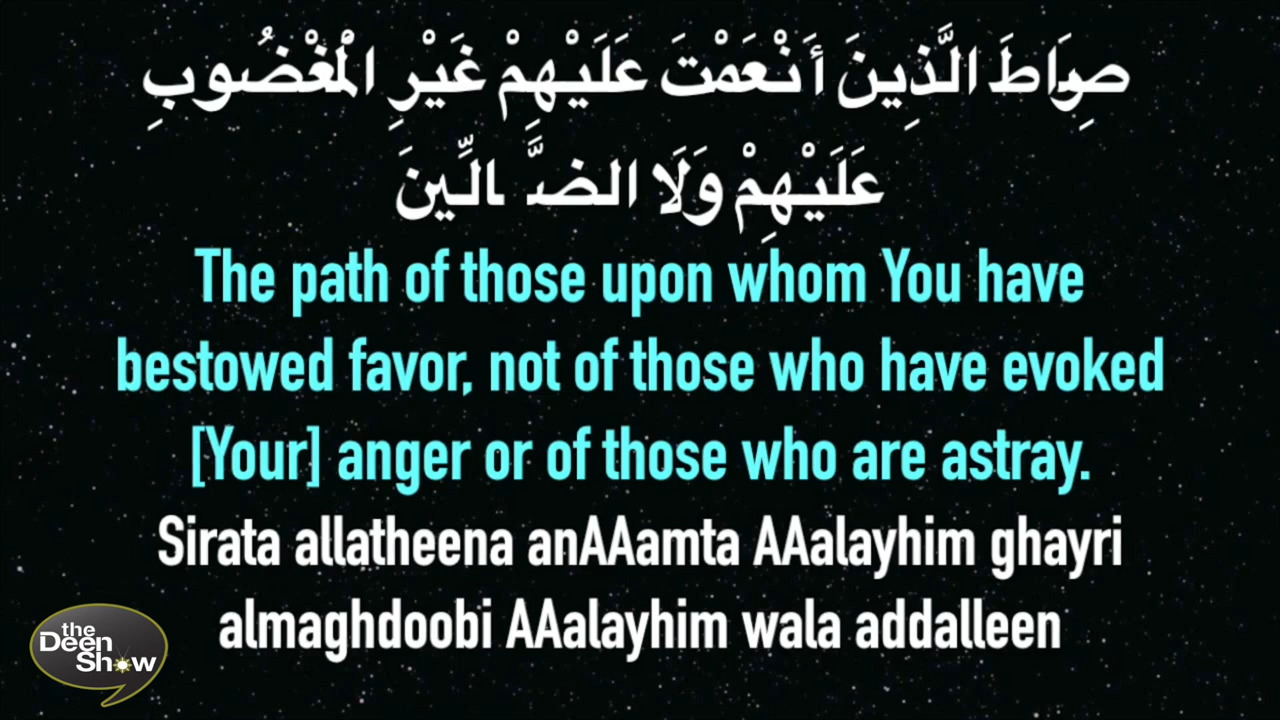 صِرَاطَ الَّذِينَ أَنْعَمْتَ عَلَيْهِمْ غَيْرِ الْمَغْضُوبِ
عَلَيْهِمْ وَلَا الضَّالِّينَ
The path of those upon whom You have
bestowed favor, not of those who have evoked
[Your] anger or of those who are astray.
Sirata allatheena anAAamta AAalayhim ghayri
almaghdoobi AAalayhim wala addalleen
the
Deen
Show